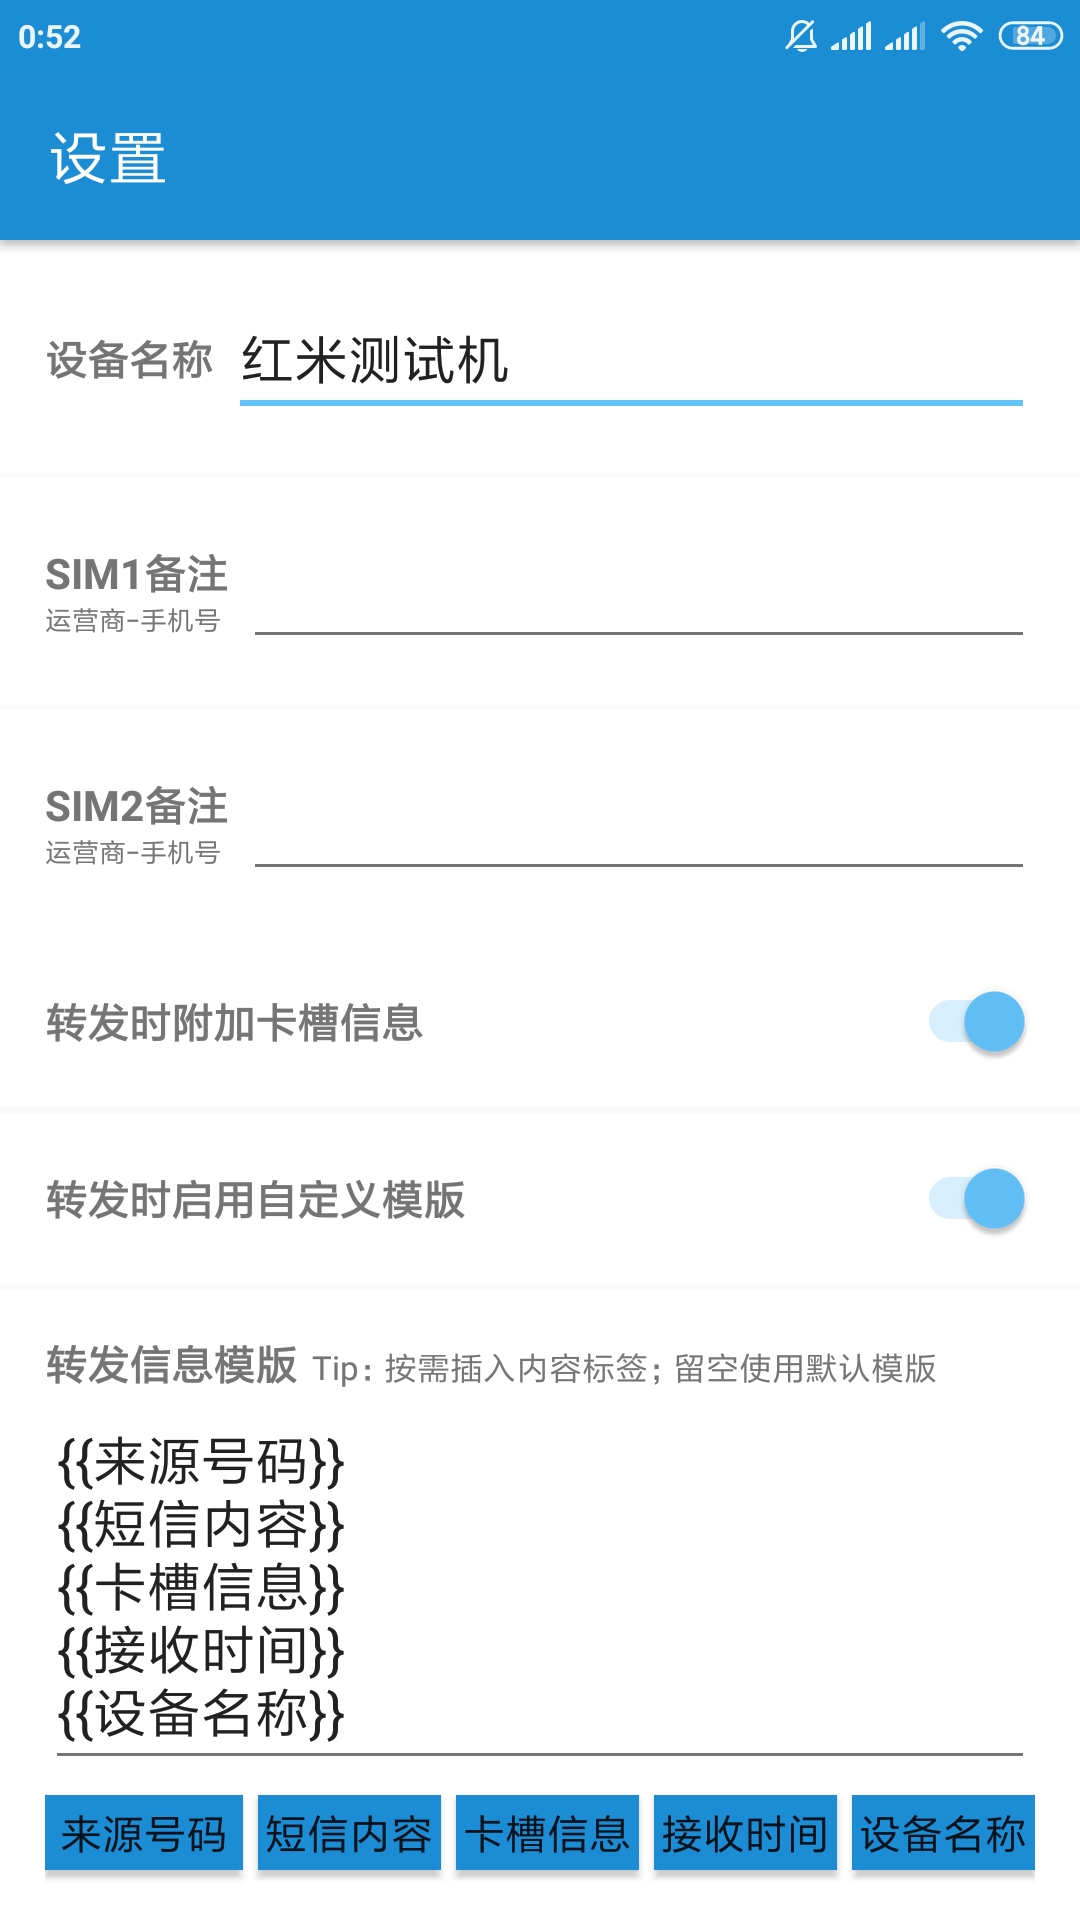 0:52
84
设置
设备名称 红米测试机
SIM1备注
运营商-手机号
SIM2备注
运营商-手机号
转发时附加卡槽信息
转发时启用自定义模版
转发信息模版 Tip：按需插入内容标签；留空使用默认模版
{{来源号码}}
{{短信内容}}
{{卡槽信息}}
{{接收时间}}
{{设备名称}}
来源号码 短信内容 卡槽信息 接收时间 设备名称